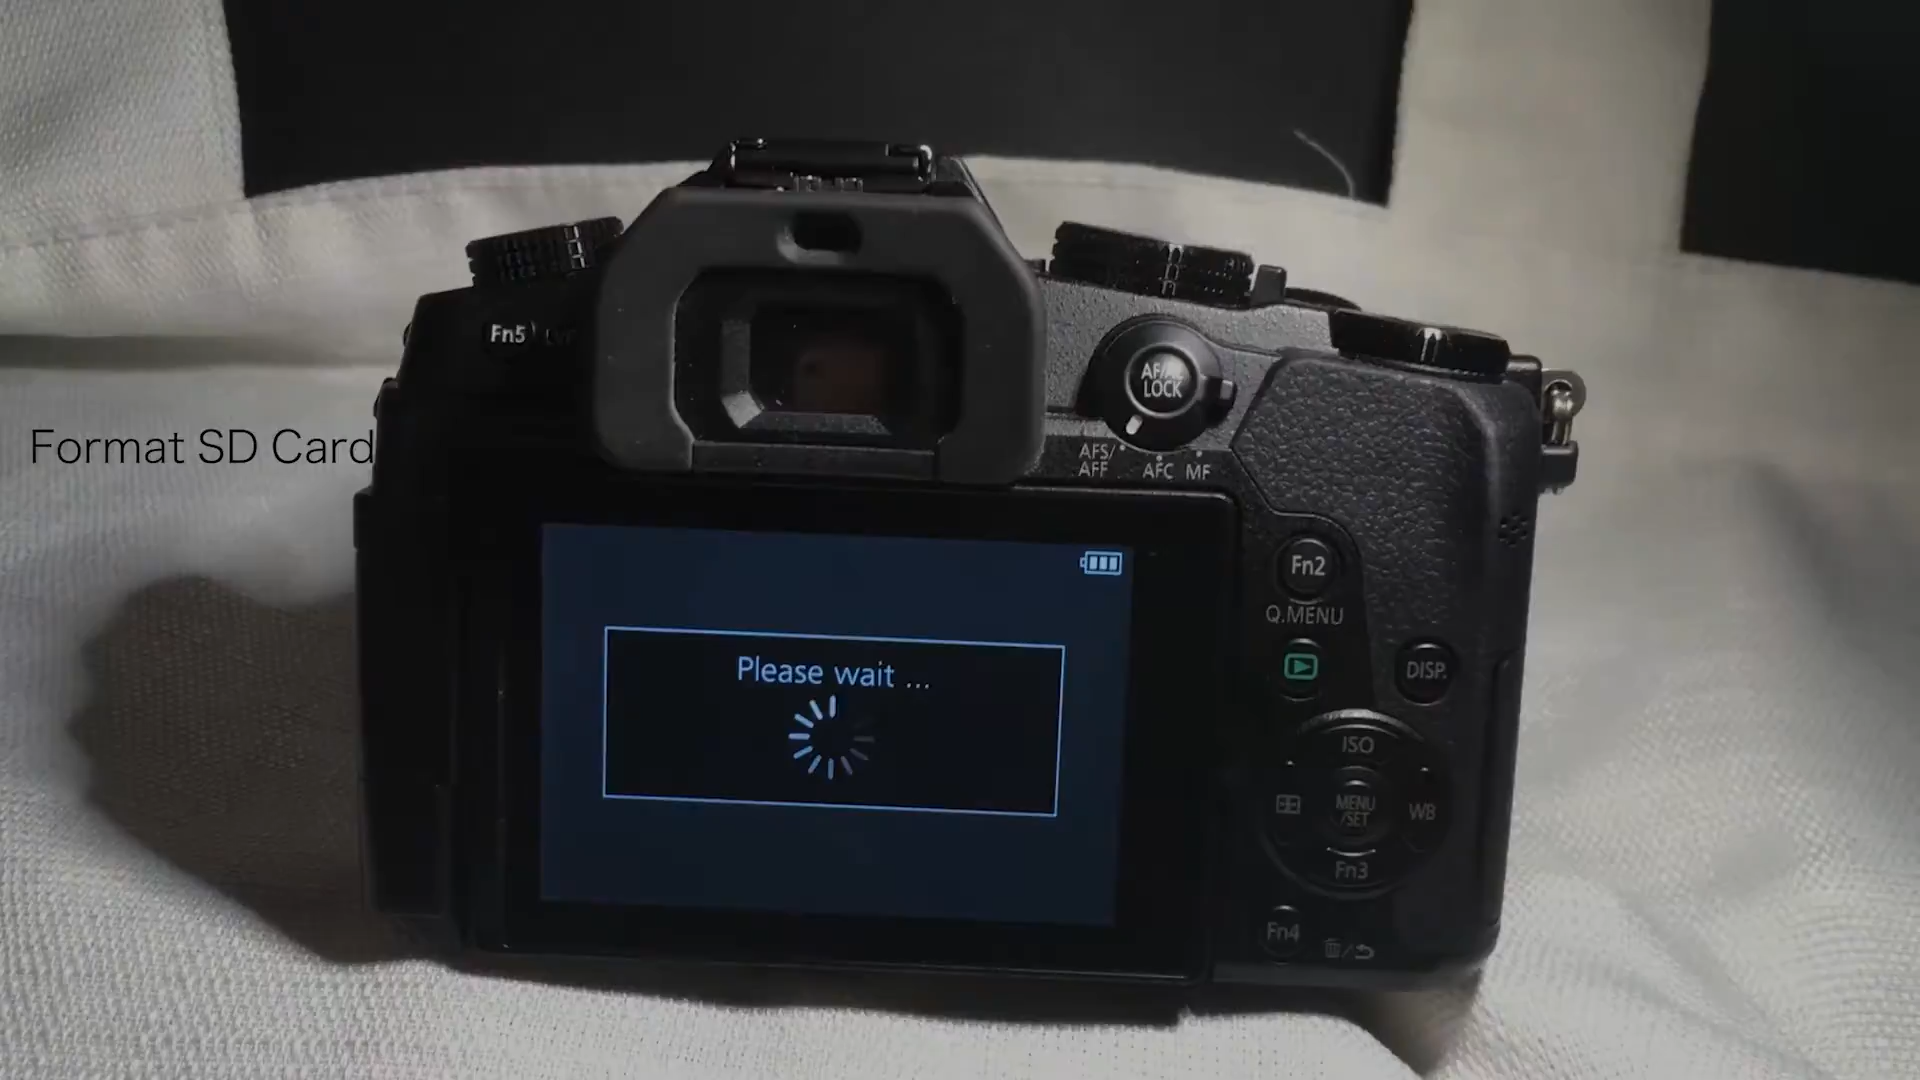 Fn5
AF/AE
LOCK
Format SD Card
AFS/
AFF
AFC
MF
Fn2
Q.MENU
Please wait ...
DISP.
ISO
MENU
/SET
WB
Fn3
Fn4